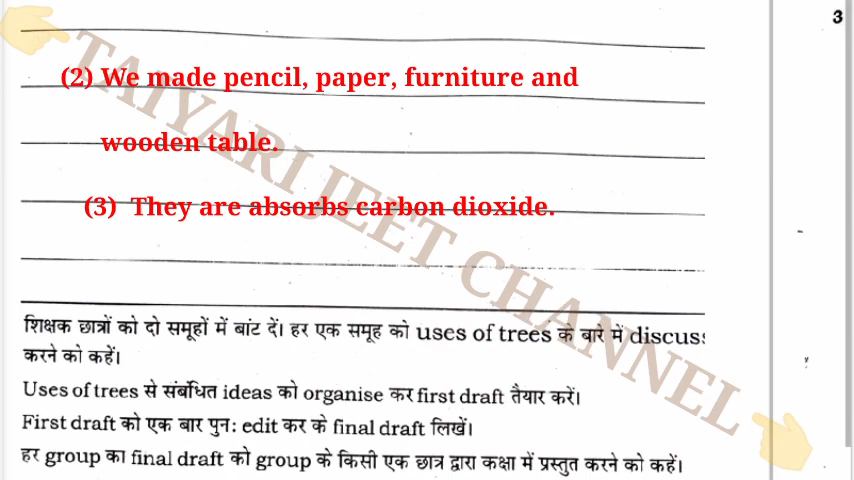 3
(2) We made pencil, paper, furniture and
wooden table.
(3) They are absorbs carbon dioxide.
TAIYARI JEET CHANNEL
शिक्षक छात्रों को दो समूहों में बांट दें। हर एक समूह को uses of trees के बारे में discuss
करने को कहें।
Uses of trees से संबंधित ideas को organise कर first draft तैयार करें।
First draft को एक बार पुन: edit कर के final draft लिखें।
हर group का final draft को group के किसी एक छात्र द्वारा कक्षा में प्रस्तुत करने को कहें।